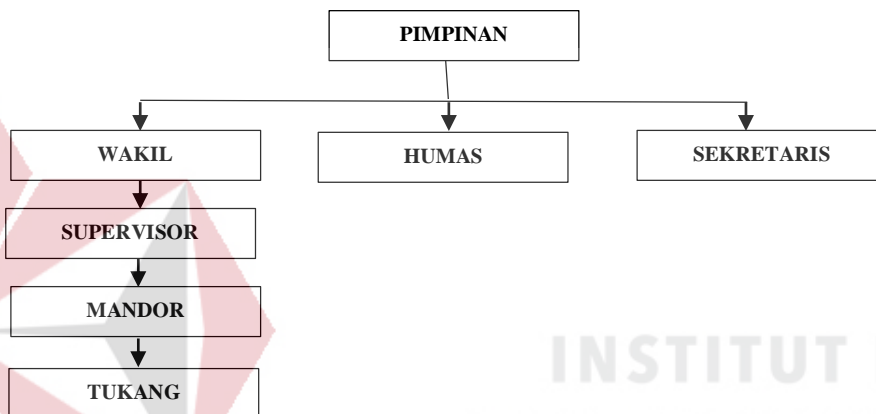 PIMPINAN
WAKIL
HUMAS
SEKRETARIS
SUPERVISOR
MANDOR
TUKANG
INSTITUT